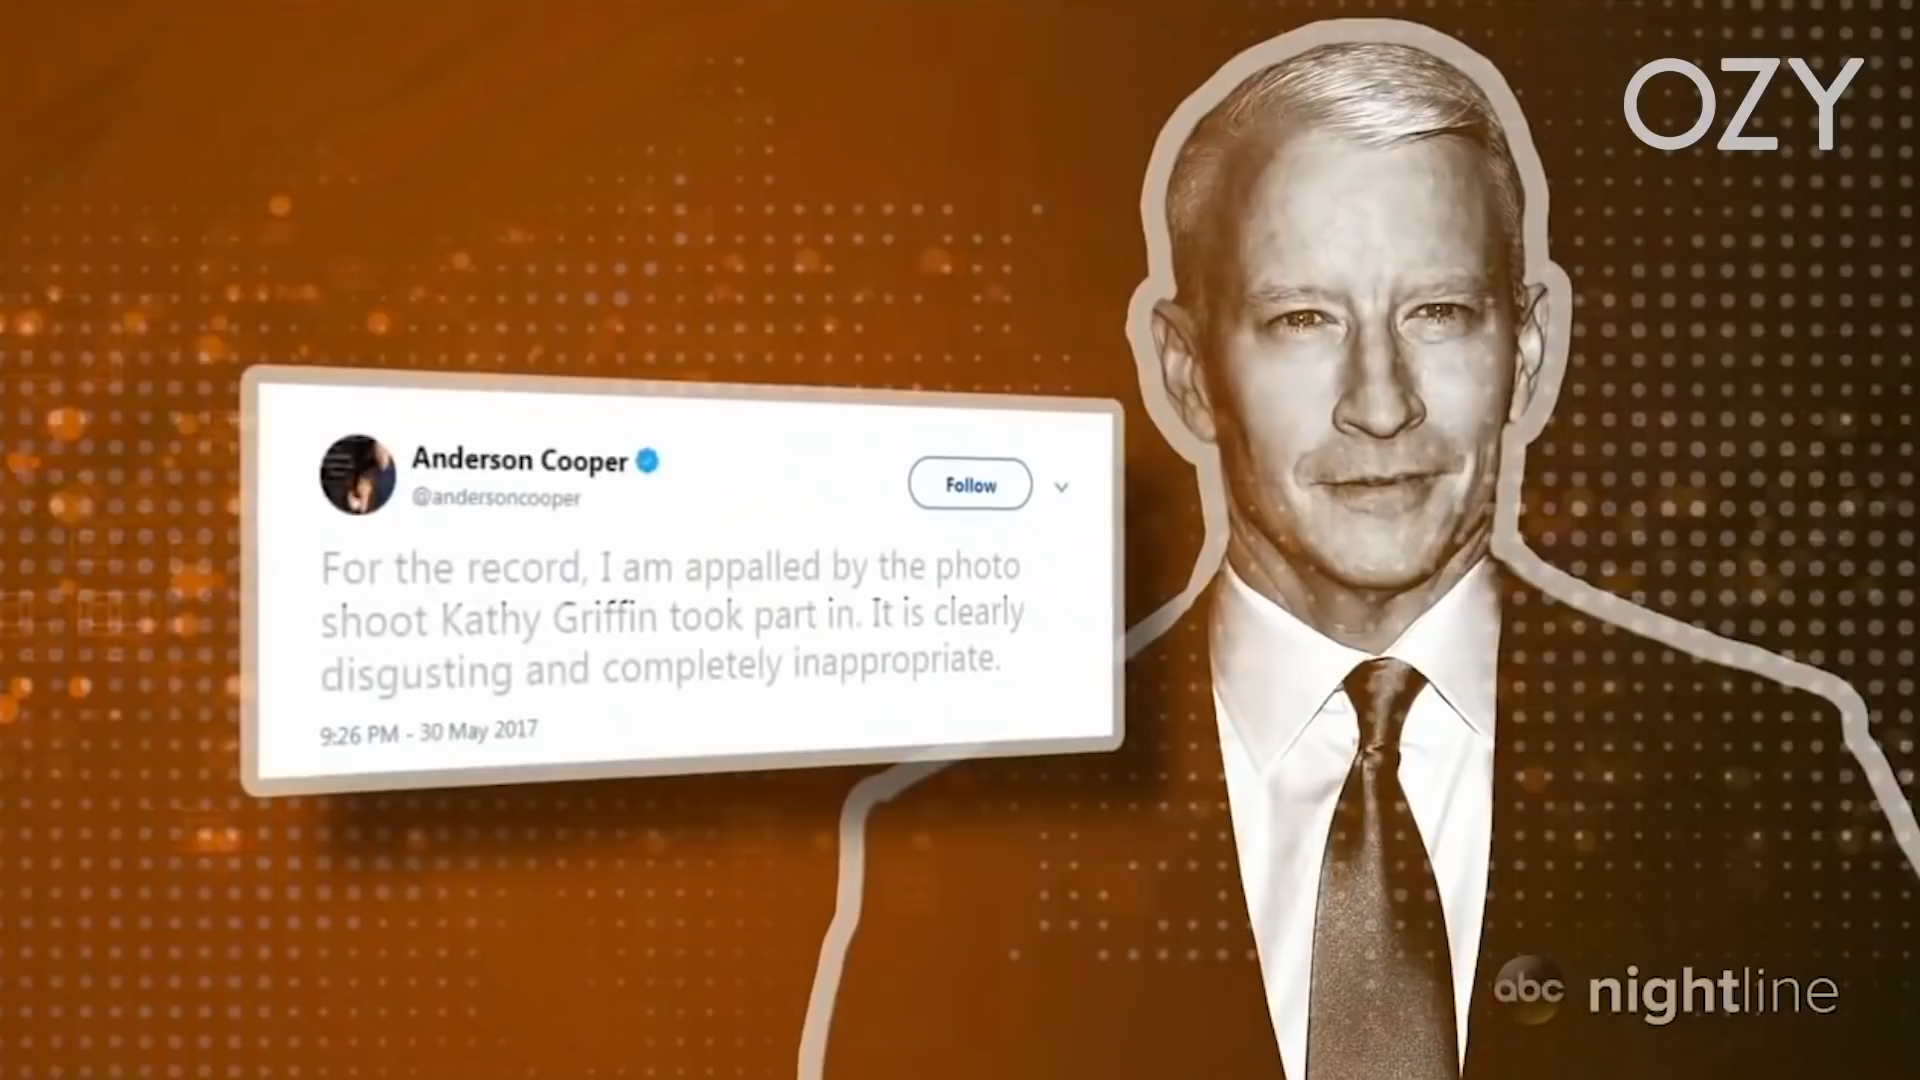 OZY
Anderson Cooper
@andersoncooper
Follow
For the record, I am appalled by the photo
shoot Kathy Griffin took part in. It is clearly
disgusting and completely inappropriate.
9:26 PM - 30 May 2017
abc nightline